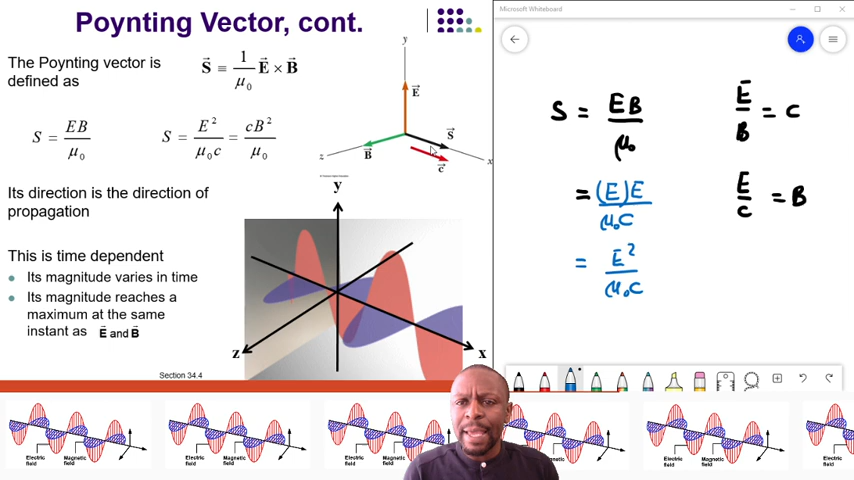 Poynting Vector, cont.
The Poynting vector is
defined as
S⃗ ≡ 1/μ₀ E⃗ × B⃗
S = EB/μ₀
S = E²/μ₀c = cB²/μ₀
Its direction is the direction of
propagation
This is time dependent
Its magnitude varies in time
Its magnitude reaches a
maximum at the same
instant as E⃗ and B⃗
Section 34.4
y
E⃗
S⃗
B⃗
z
x
c⃗
y
z
x
Microsoft Whiteboard
S = EB/μ₀
= (E)E/μ₀c
= E²/μ₀c
E/B = c
E/c = B
Electric
field
Magnetic
field
Electric
field
Magnetic
field
Electric
field
Magnetic
field
Electric
field
Magnetic
field
Electric
field